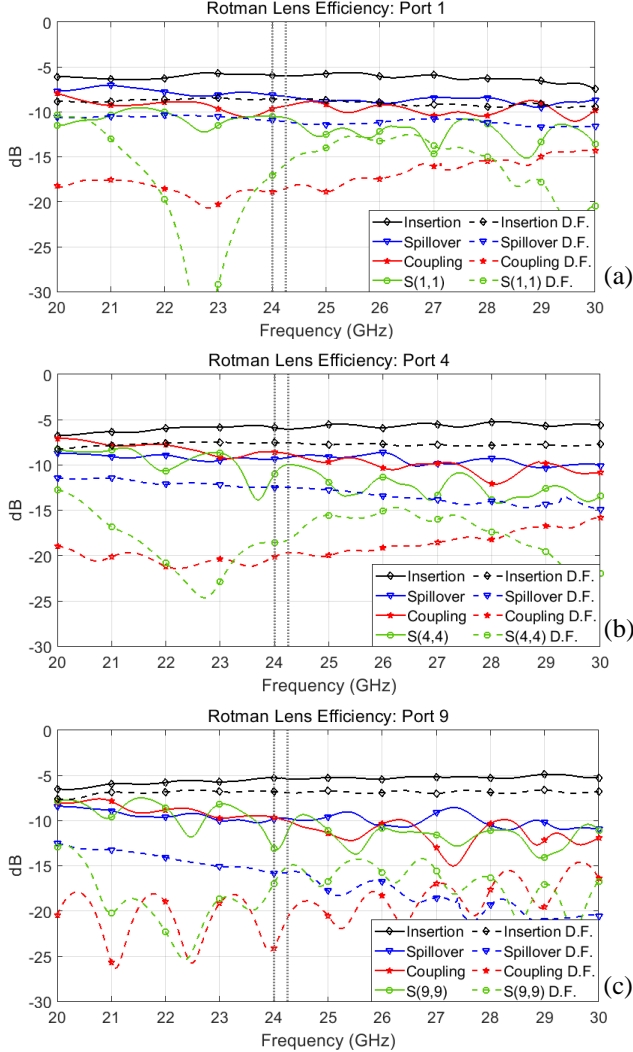 Rotman Lens Efficiency: Port 1
0
-5
-10
-15
-20
-25
-30
dB
Insertion Insertion D.F.
Spillover Spillover D.F.
Coupling Coupling D.F.
S(1,1) S(1,1) D.F.
20 21 22 23 24 25 26 27 28 29 30
Frequency (GHz)
(a)
Rotman Lens Efficiency: Port 4
0
-5
-10
-15
-20
-25
-30
dB
Insertion Insertion D.F.
Spillover Spillover D.F.
Coupling Coupling D.F.
S(4,4) S(4,4) D.F.
20 21 22 23 24 25 26 27 28 29 30
Frequency (GHz)
(b)
Rotman Lens Efficiency: Port 9
0
-5
-10
-15
-20
-25
-30
dB
Insertion Insertion D.F.
Spillover Spillover D.F.
Coupling Coupling D.F.
S(9,9) S(9,9) D.F.
20 21 22 23 24 25 26 27 28 29 30
Frequency (GHz)
(c)